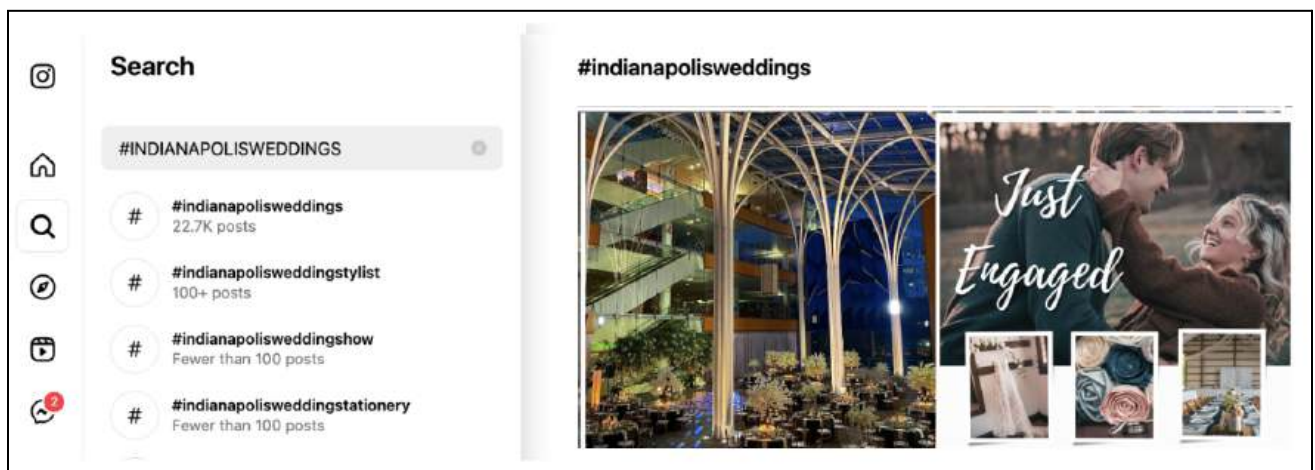 Search
#INDIANAPOLISWEDDINGS
#indianapolisweddings
22.7K posts
#indianapolisweddingstylist
100+ posts
#indianapolisweddingshow
Fewer than 100 posts
#indianapolisweddingstationery
Fewer than 100 posts
2
#indianapolisweddings
Just
Engaged